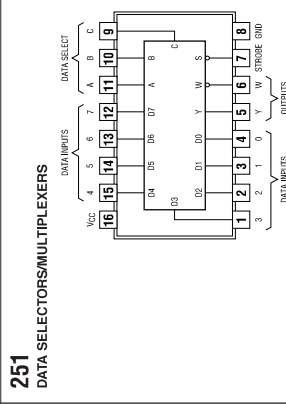 251
DATA SELECTORS/MULTIPLEXERS
DATA INPUTS
DATA SELECT
VCC 4 5 6 7 A B C
16 15 14 13 12 11 10 9
D4 D5 D6 D7 A B C
D3
D2 D1 D0 Y W S
1 2 3 4 5 6 7 8
3 2 1 0 Y W STROBE GND
DATA INPUTS
OUTPUTS